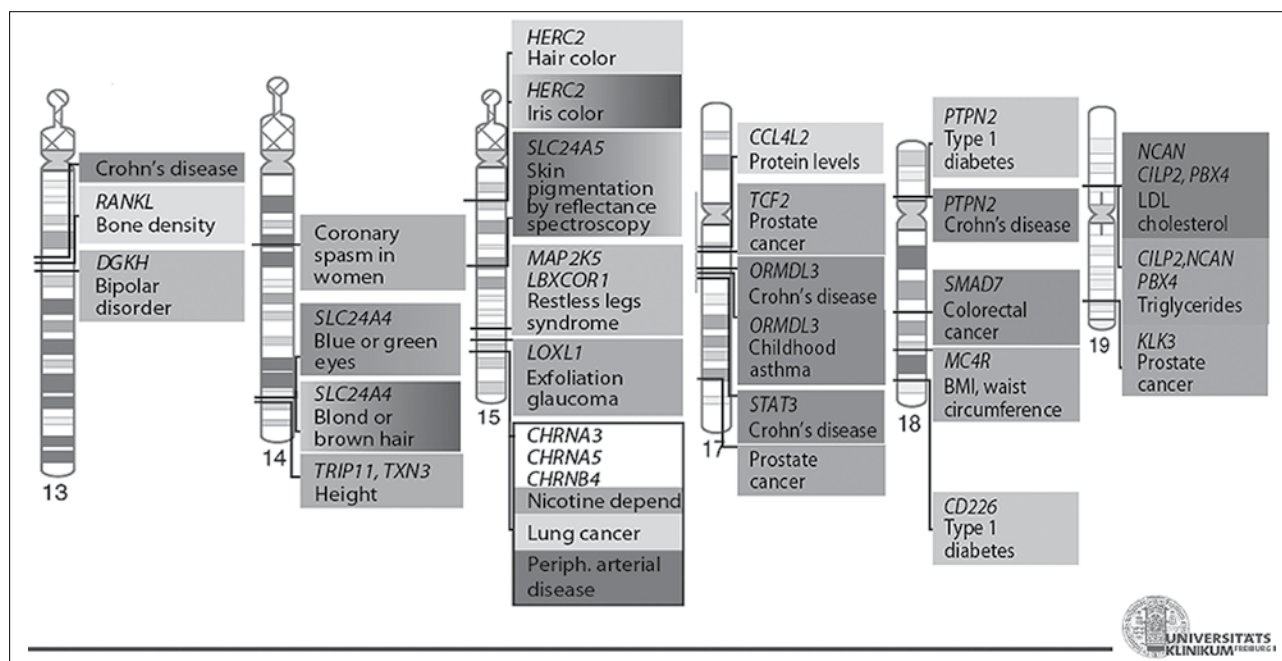 Crohn's disease
RANKL
Bone density
DGKH
Bipolar
disorder
13
Coronary
spasm in
women
SLC24A4
Blue or green
eyes
SLC24A4
Blond or
brown hair
TRIP11, TXN3
Height
14
HERC2
Hair color
HERC2
Iris color
SLC24A5
Skin
pigmentation
by reflectance
spectroscopy
MAP2K5
LBXCOR1
Restless legs
syndrome
LOXL1
Exfoliation
glaucoma
CHRNA3
CHRNA5
CHRNB4
Nicotine depend
Lung cancer
Periph. arterial
disease
15
CCL4L2
Protein levels
TCF2
Prostate
cancer
ORMDL3
Crohn's disease
ORMDL3
Childhood
asthma
STAT3
Crohn's disease
Prostate
cancer
17
PTPN2
Type 1
diabetes
PTPN2
Crohn's disease
SMAD7
Colorectal
cancer
MC4R
BMI, waist
circumference
CD226
Type 1
diabetes
18
NCAN
CILP2, PBX4
LDL
cholesterol
CILP2,NCAN
PBX4
Triglycerides
KLK3
Prostate
cancer
19
UNIVERSITÄTS
KLINIKUM FREIBURG